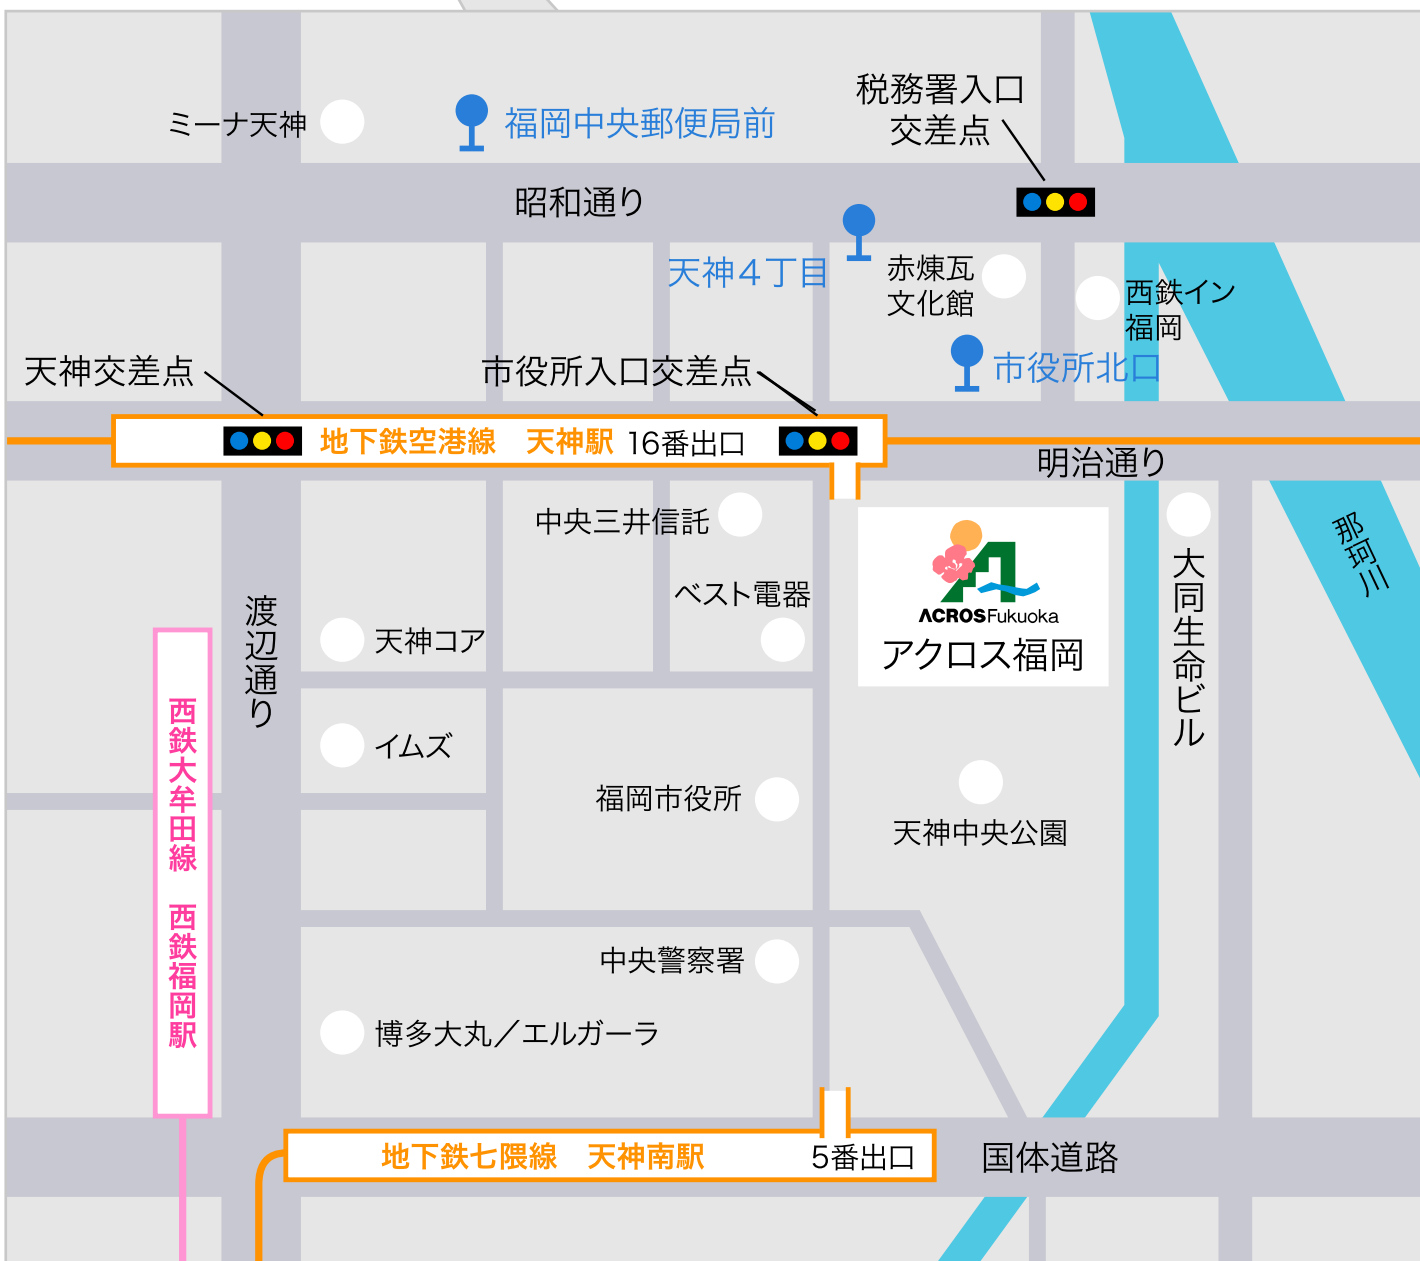 ミーナ天神
福岡中央郵便局前
税務署入口
交差点
昭和通り
天神4丁目
赤煉瓦
文化館
西鉄イン
福岡
市役所北口
天神交差点
市役所入口交差点
地下鉄空港線　天神駅 16番出口
明治通り
中央三井信託
ベスト電器
ACROS Fukuoka
アクロス福岡
大同生命ビル
那珂川
渡辺通り
天神コア
イムズ
西鉄大牟田線　西鉄福岡駅
福岡市役所
天神中央公園
中央警察署
博多大丸／エルガーラ
地下鉄七隈線　天神南駅 5番出口
国体道路